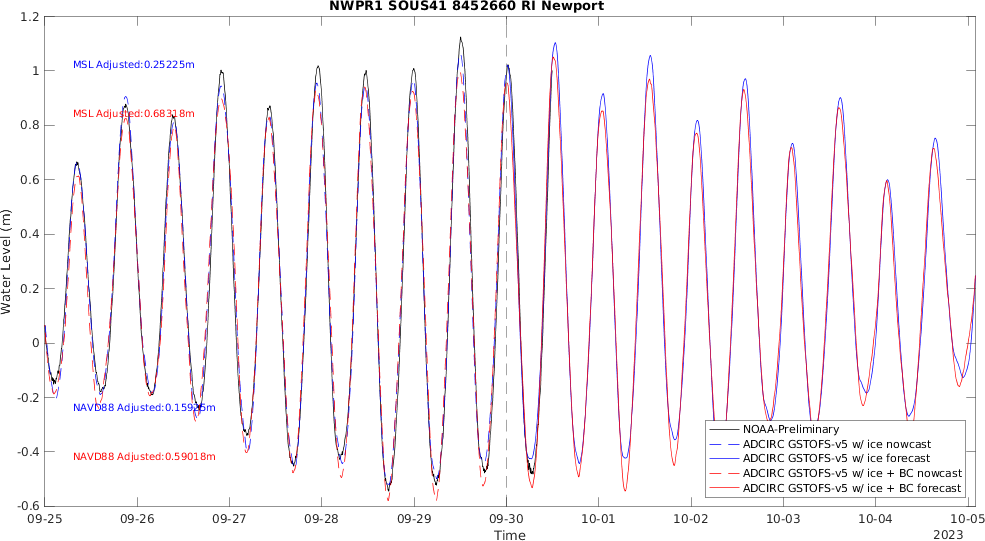 NWPR1 SOUS41 8452660 RI Newport
1.2
1
0.8
0.6
0.4
0.2
0
-0.2
-0.4
-0.6
Water Level (m)
MSL Adjusted:0.25225m
MSL Adjusted:0.68318m
NAVD88 Adjusted:0.15925m
NAVD88 Adjusted:0.59018m
NOAA-Preliminary
ADCIRC GSTOFS-v5 w/ ice nowcast
ADCIRC GSTOFS-v5 w/ ice forecast
ADCIRC GSTOFS-v5 w/ ice + BC nowcast
ADCIRC GSTOFS-v5 w/ ice + BC forecast
09-25 09-26 09-27 09-28 09-29 09-30 10-01 10-02 10-03 10-04 10-05
Time
2023